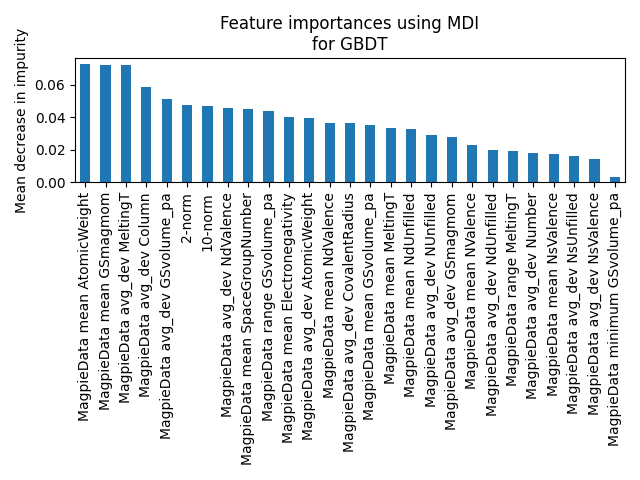 Feature importances using MDI
for GBDT
Mean decrease in impurity
0.06
0.04
0.02
0.00
MagpieData mean AtomicWeight
MagpieData mean GSmagmom
MagpieData avg_dev MeltingT
MagpieData avg_dev Column
MagpieData avg_dev GSvolume_pa
2-norm
10-norm
MagpieData avg_dev NdValence
MagpieData mean SpaceGroupNumber
MagpieData range GSvolume_pa
MagpieData mean Electronegativity
MagpieData avg_dev AtomicWeight
MagpieData mean NdValence
MagpieData avg_dev CovalentRadius
MagpieData mean GSvolume_pa
MagpieData mean MeltingT
MagpieData mean NdUnfilled
MagpieData avg_dev NUnfilled
MagpieData avg_dev GSmagmom
MagpieData mean NValence
MagpieData avg_dev NdUnfilled
MagpieData range MeltingT
MagpieData avg_dev Number
MagpieData mean NsValence
MagpieData avg_dev NsUnfilled
MagpieData avg_dev NsValence
MagpieData minimum GSvolume_pa